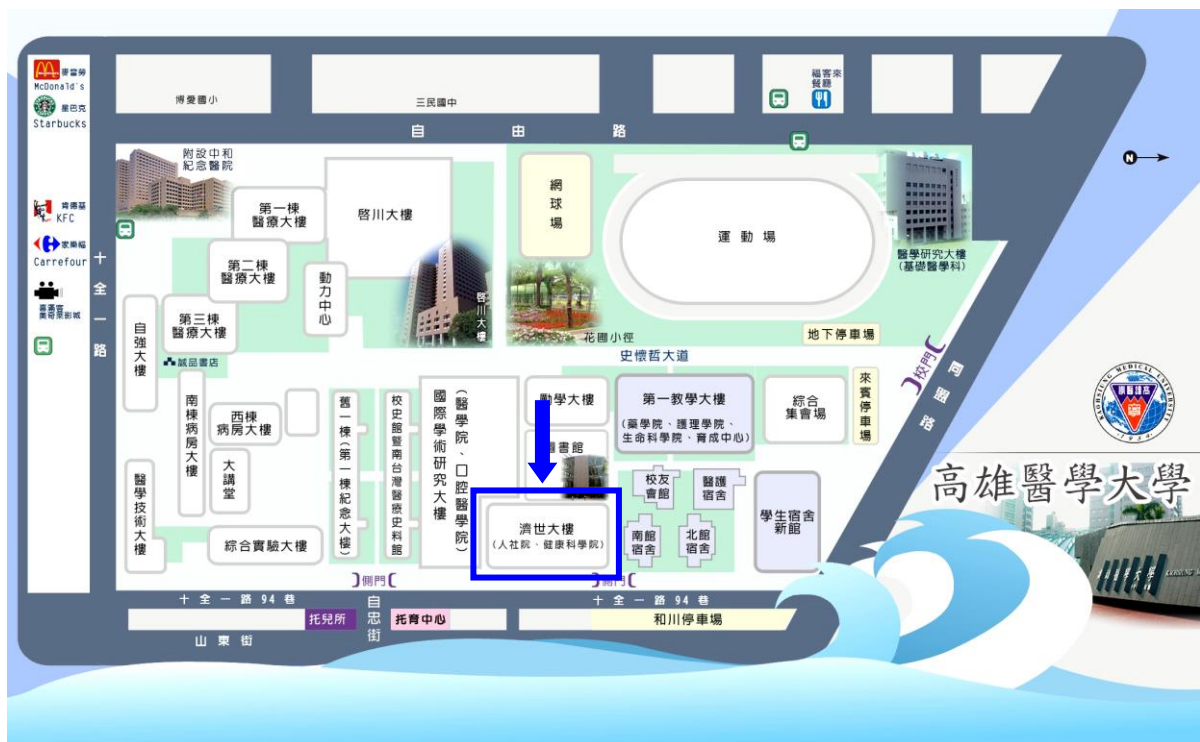 麥當勞
McDonald's
星巴克
Starbucks
肯德基
KFC
家樂福
Carrefour
十全一路
博愛國小
三民國中
福客來
餐廳
自由路
N
附設中和
紀念醫院
第一棟
醫療大樓
啓川大樓
網球場
運動場
醫學研究大樓
(基礎醫學科)
第二棟
醫療大樓
動力中心
啓川大樓
第三棟
醫療大樓
自強大樓
誠品書店
花圃小徑
地下停車場
史懷哲大道
校門
同盟路
南棟病房大樓
西棟
病房大樓
大講堂
舊一棟(第一棟紀念大樓)
校史館暨南台灣醫療史料館
國際學術研究大樓
(醫學院、口腔醫學院)
勤學大樓
圖書館
第一教學大樓
(藥學院、護理學院、
生命科學院、育成中心)
綜合
集會場
來賓停車場
醫學技術大樓
綜合實驗大樓
濟世大樓
(人社院、健康科學院)
校友
會館
醫護
宿舍
南館
宿舍
北館
宿舍
學生宿舍
新館
側門
側門
十全一路94巷
自忠街
十全一路94巷
托兒所
托育中心
和川停車場
山東街
KAOHSIUNG MEDICAL UNIVERSITY
1954
高雄醫學大學
高雄醫學大學